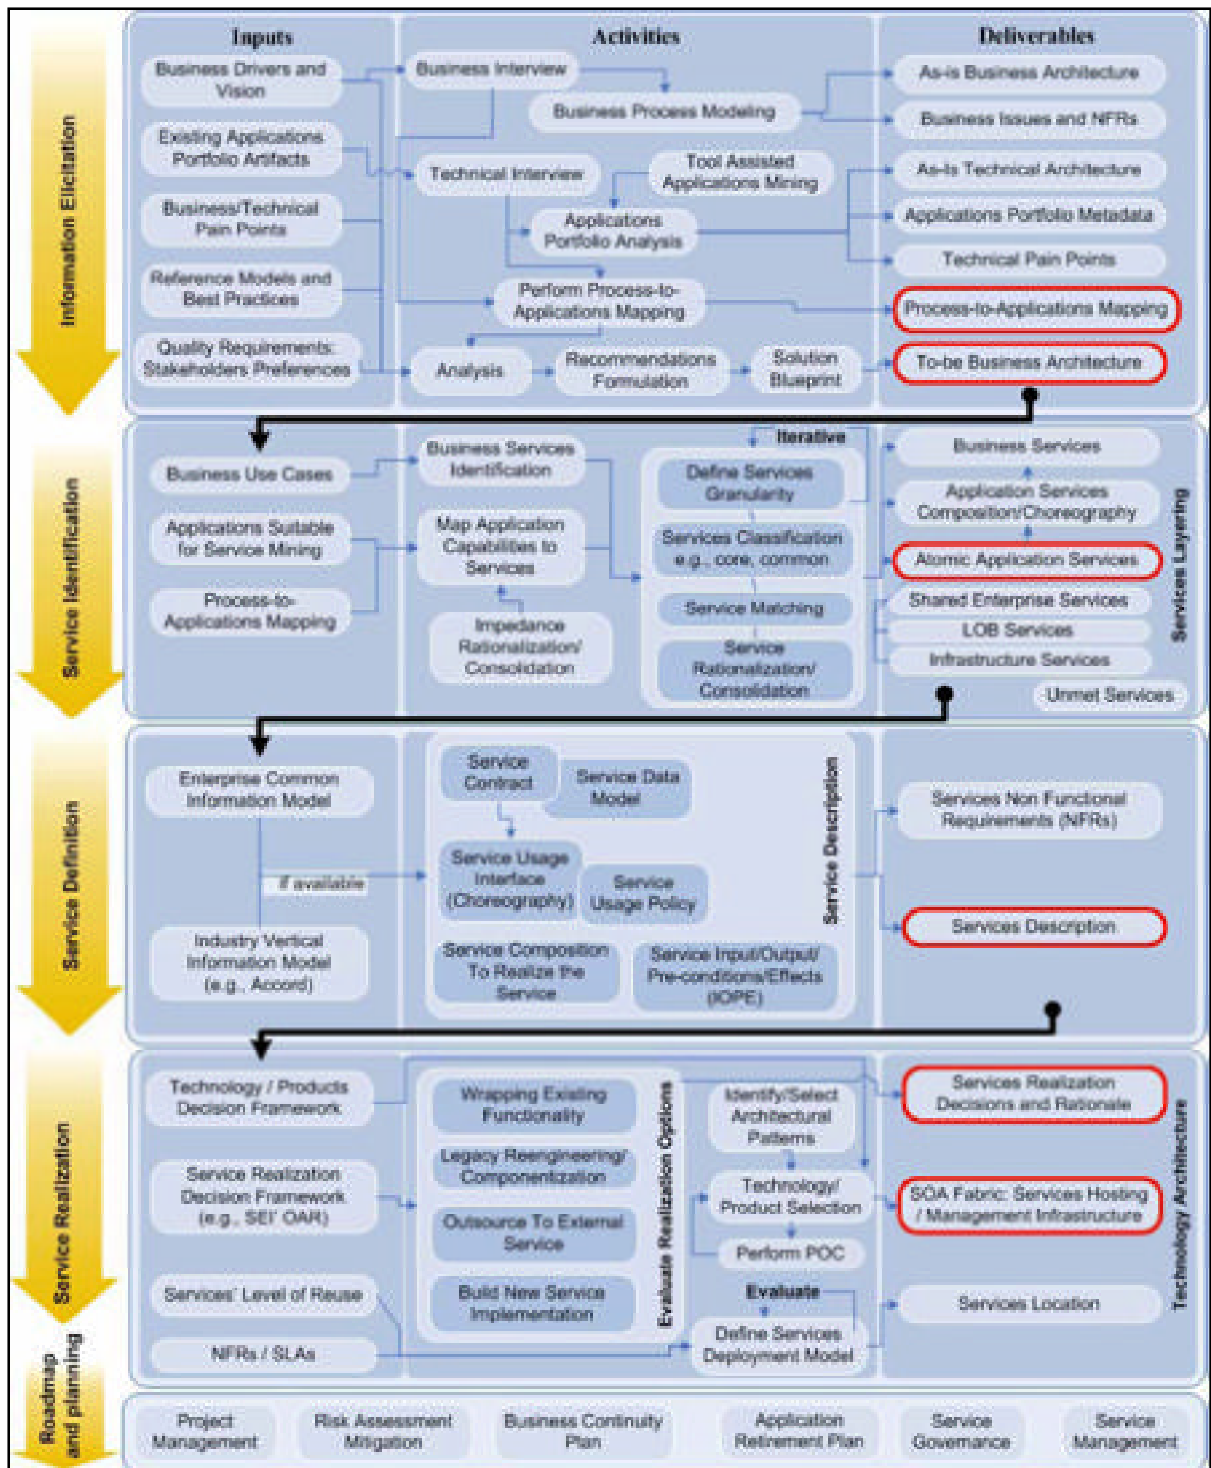 Inputs
Activities
Deliverables
Information Elicitation
Business Drivers and
Vision
Existing Applications
Portfolio Artifacts
Business/Technical
Pain Points
Reference Models and
Best Practices
Quality Requirements:
Stakeholders Preferences
Business Interview
Business Process Modeling
Technical Interview
Tool Assisted
Applications Mining
Applications
Portfolio Analysis
Perform Process-to-
Applications Mapping
Analysis
Recommendations
Formulation
Solution
Blueprint
As-is Business Architecture
Business Issues and NFRs
As-Is Technical Architecture
Applications Portfolio Metadata
Technical Pain Points
Process-to-Applications Mapping
To-be Business Architecture
Service Identification
Business Use Cases
Applications Suitable
for Service Mining
Process-to-
Applications Mapping
Business Services
Identification
Map Application
Capabilities to
Services
Impedance
Rationalization/
Consolidation
Iterative
Define Services
Granularity
Services Classification
e.g., core, common
Service Matching
Service
Rationalization/
Consolidation
Business Services
Application Services
Composition/Choreography
Atomic Application Services
Shared Enterprise Services
LOB Services
Infrastructure Services
Unmet Services
Services Layering
Service Definition
Enterprise Common
Information Model
if available
Industry Vertical
Information Model
(e.g., Accord)
Service
Contract
Service Data
Model
Service Usage
Interface
(Choreography)
Service
Usage Policy
Service Composition
To Realize the
Service
Service Input/Output/
Pre-conditions/Effects
(IOPE)
Service Description
Services Non Functional
Requirements (NFRs)
Services Description
Service Realization
Technology / Products
Decision Framework
Service Realization
Decision Framework
(e.g., SEI' OAR)
Services' Level of Reuse
NFRs / SLAs
Wrapping Existing
Functionality
Legacy Reengineering/
Componentization
Outsource To External
Service
Build New Service
Implementation
Evaluate Realization Options
Identify/Select
Architectural
Patterns
Technology/
Product Selection
Perform POC
Evaluate
Define Services
Deployment Model
Services Realization
Decisions and Rationale
SOA Fabric: Services Hosting
/ Management Infrastructure
Services Location
Technology Architecture
Roadmap
and planning
Project
Management
Risk Assessment
Mitigation
Business Continuity
Plan
Application
Retirement Plan
Service
Governance
Service
Management